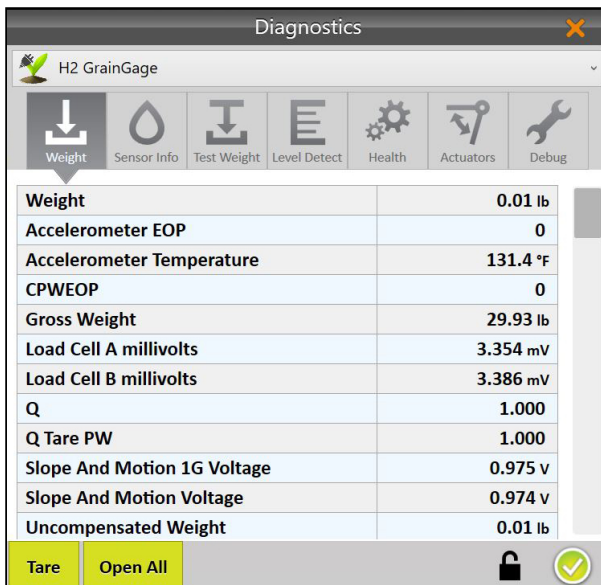 Diagnostics
H2 GrainGage
Weight Sensor Info Test Weight Level Detect Health Actuators Debug
Weight 0.01 lb
Accelerometer EOP 0
Accelerometer Temperature 131.4 °F
CPWEOP 0
Gross Weight 29.93 lb
Load Cell A millivolts 3.354 mV
Load Cell B millivolts 3.386 mV
Q 1.000
Q Tare PW 1.000
Slope And Motion 1G Voltage 0.975 V
Slope And Motion Voltage 0.974 V
Uncompensated Weight 0.01 lb
Tare Open All